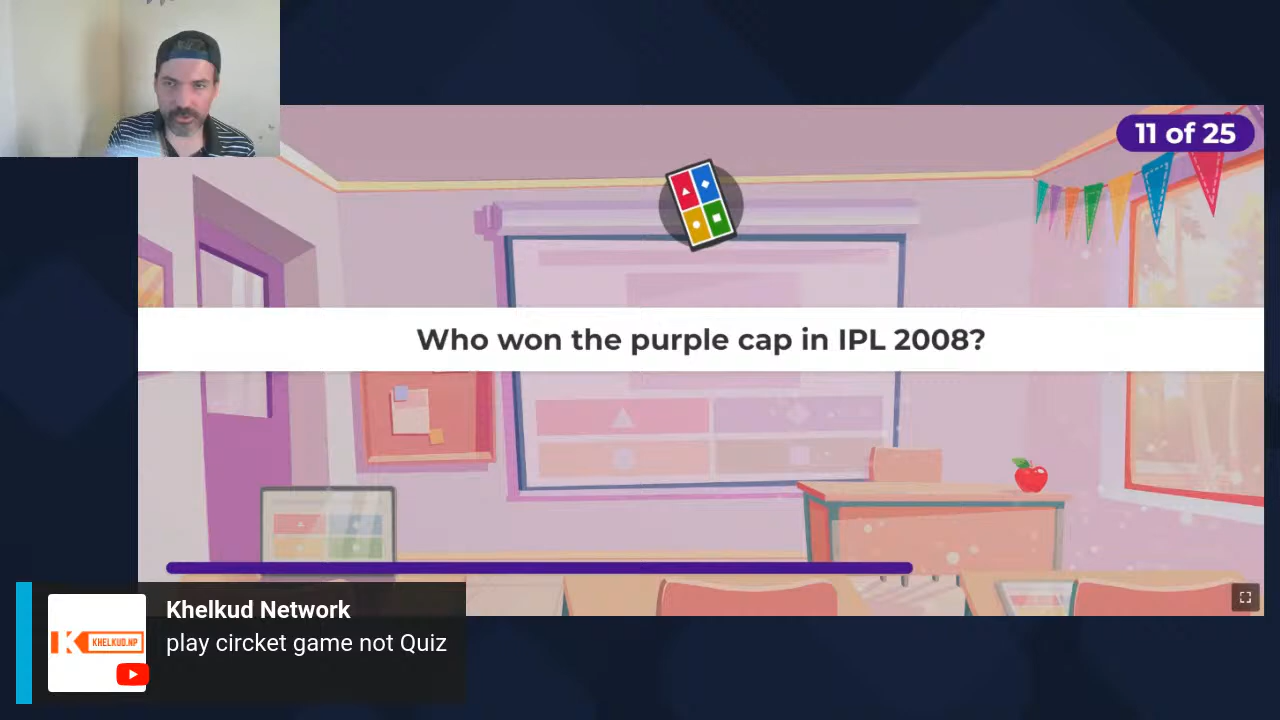 11 of 25
Who won the purple cap in IPL 2008?
Khelkud Network
play circket game not Quiz
K KHELKUD.NP